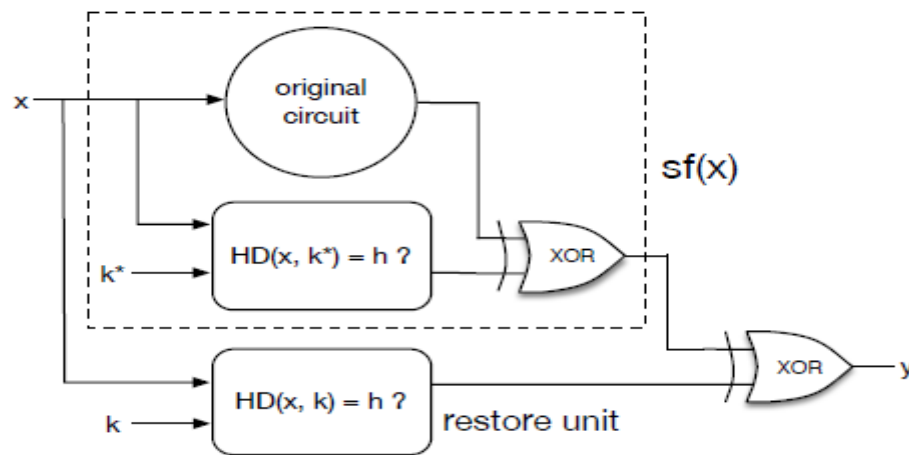 original
circuit
x
sf(x)
HD(x, k*) = h ?
XOR
k*
XOR
y
HD(x, k) = h ?
restore unit
k